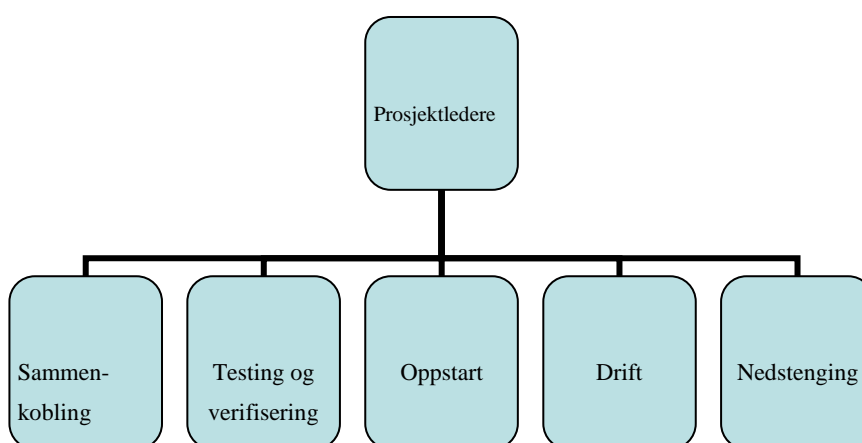 Prosjektledere
Sammen-
kobling
Testing og
verifisering
Oppstart
Drift
Nedstenging